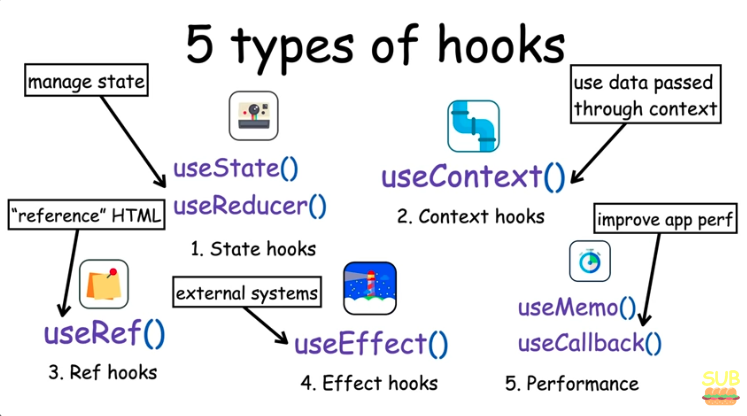 5 types of hooks
manage state
use data passed
through context
useState()
useReducer()
1. State hooks
useContext()
2. Context hooks
"reference" HTML
useRef()
3. Ref hooks
external systems
useEffect()
4. Effect hooks
improve app perf
useMemo()
useCallback()
5. Performance
SUB